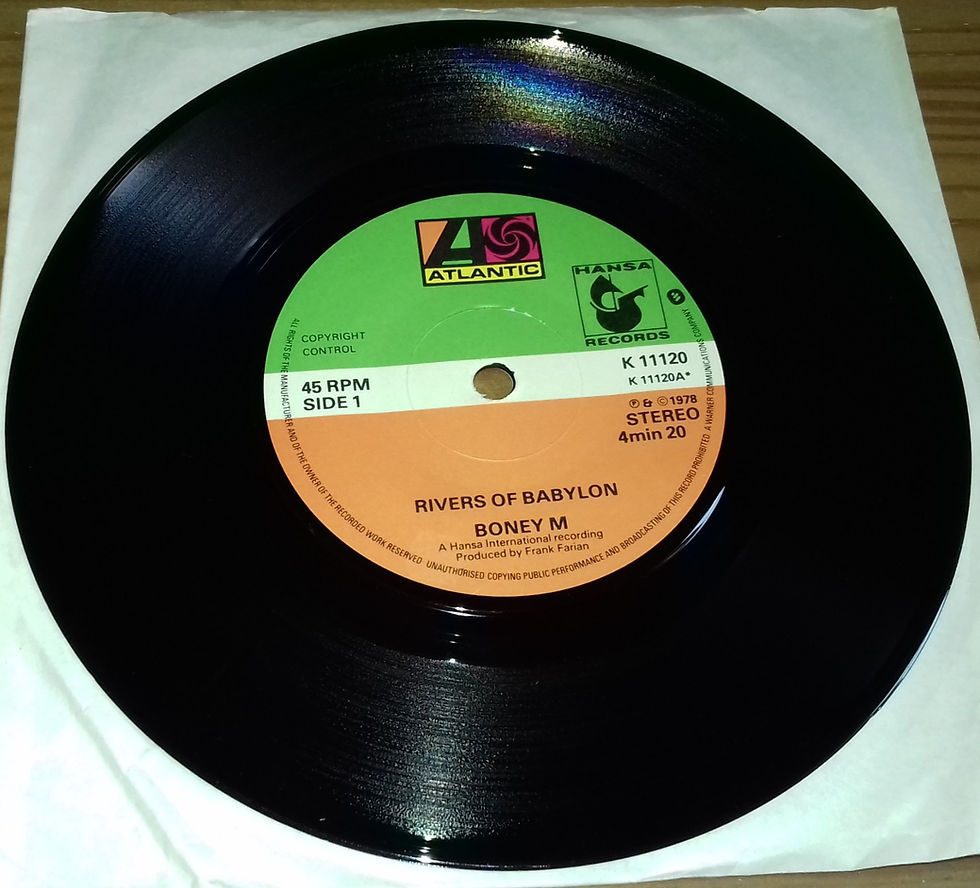 ATLANTIC
HANSA
RECORDS
COPYRIGHT
CONTROL
45 RPM
SIDE 1
K 11120
K 11120A*
℗ & © 1978
STEREO
4min 20
RIVERS OF BABYLON
BONEY M
A Hansa International recording
Produced by Frank Farian
ALL RIGHTS OF THE MANUFACTURER AND OF THE OWNER OF THE RECORDED WORK RESERVED UNAUTHORISED COPYING PUBLIC PERFORMANCE AND BROADCASTING OF THIS RECORD PROHIBITED. A WARNER COMMUNICATIONS COMPANY